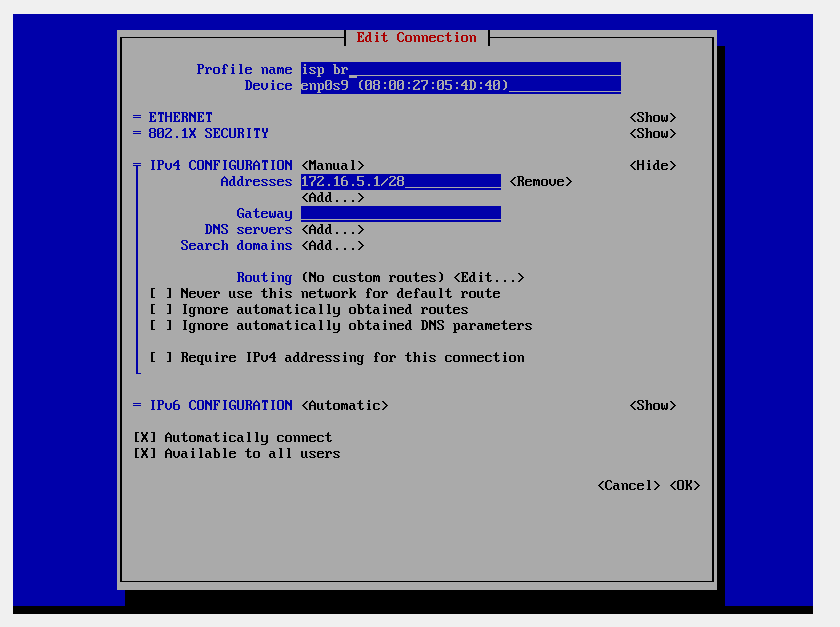 Edit Connection
Profile name isp br
Device enp0s9 (08:00:27:05:4D:40)
= ETHERNET <Show>
= 802.1X SECURITY <Show>
= IPv4 CONFIGURATION <Manual> <Hide>
Addresses 172.16.5.1/28 <Remove>
<Add...>
Gateway
DNS servers <Add...>
Search domains <Add...>
Routing (No custom routes) <Edit...>
[ ] Never use this network for default route
[ ] Ignore automatically obtained routes
[ ] Ignore automatically obtained DNS parameters
[ ] Require IPv4 addressing for this connection
= IPv6 CONFIGURATION <Automatic> <Show>
[X] Automatically connect
[X] Available to all users
<Cancel> <OK>